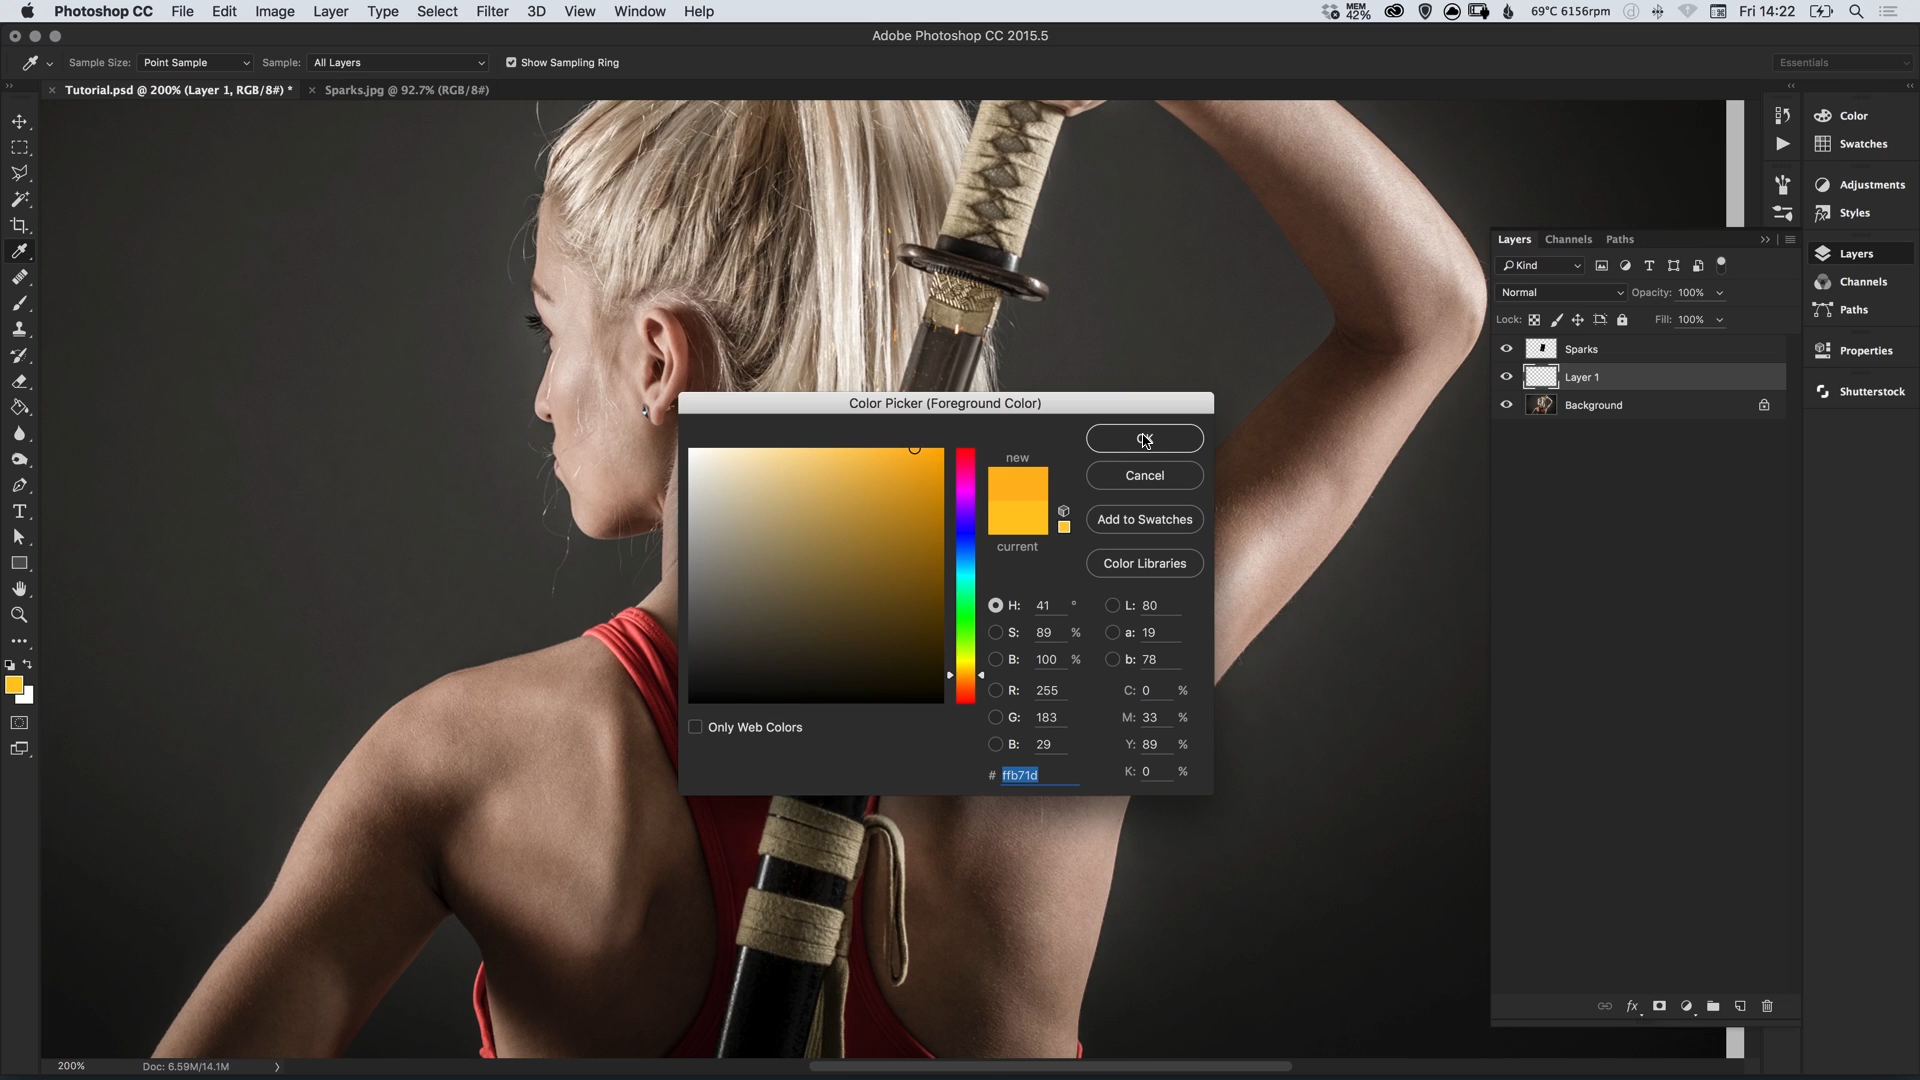 Photoshop CC File Edit Image Layer Type Select Filter 3D View Window Help MEM 42% 69°C 6156rpm Fri 14:22
Adobe Photoshop CC 2015.5
Sample Size: Point Sample Sample: All Layers Show Sampling Ring Essentials
Tutorial.psd @ 200% (Layer 1, RGB/8#) * Sparks.jpg @ 92.7% (RGB/8#)
Color
Swatches
Adjustments
Styles
Layers
Channels
Paths
Properties
Shutterstock
Layers Channels Paths
Kind
Normal Opacity: 100%
Lock: Fill: 100%
Sparks
Layer 1
Background
fx
Color Picker (Foreground Color)
new
current
OK
Cancel
Add to Swatches
Color Libraries
H: 41 ° L: 80
S: 89 % a: 19
B: 100 % b: 78
R: 255 C: 0 %
G: 183 M: 33 %
B: 29 Y: 89 %
# ffb71d K: 0 %
Only Web Colors
200% Doc: 6.59M/14.1M